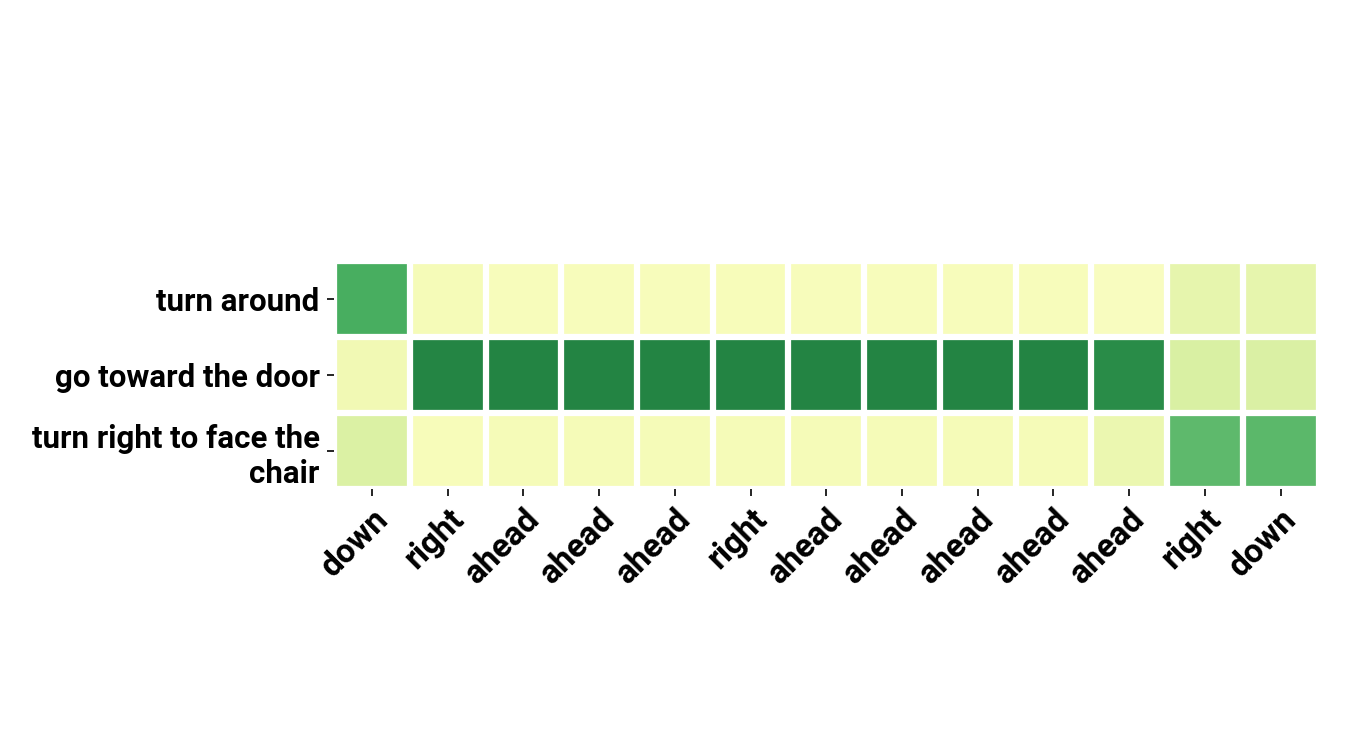 turn around
go toward the door
turn right to face the
chair
down
right
ahead
ahead
ahead
right
ahead
ahead
ahead
ahead
ahead
right
down